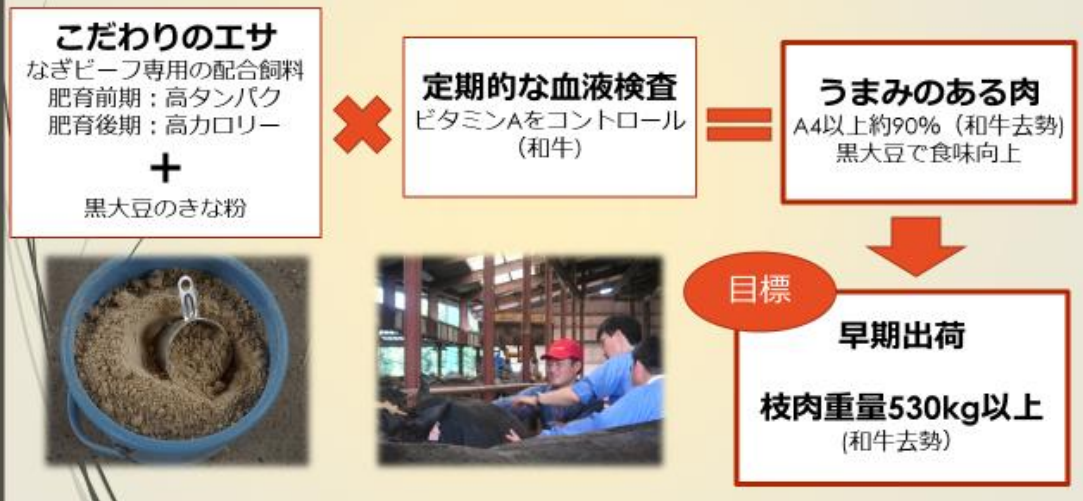 こだわりのエサ
なぎビーフ専用の配合飼料
肥育前期：高タンパク
肥育後期：高カロリー
+
黒大豆のきな粉
定期的な血液検査
ビタミンAをコントロール
（和牛）
うまみのある肉
A4以上約90%（和牛去勢)
黒大豆で食味向上
目標
早期出荷
枝肉重量530kg以上
(和牛去勢）